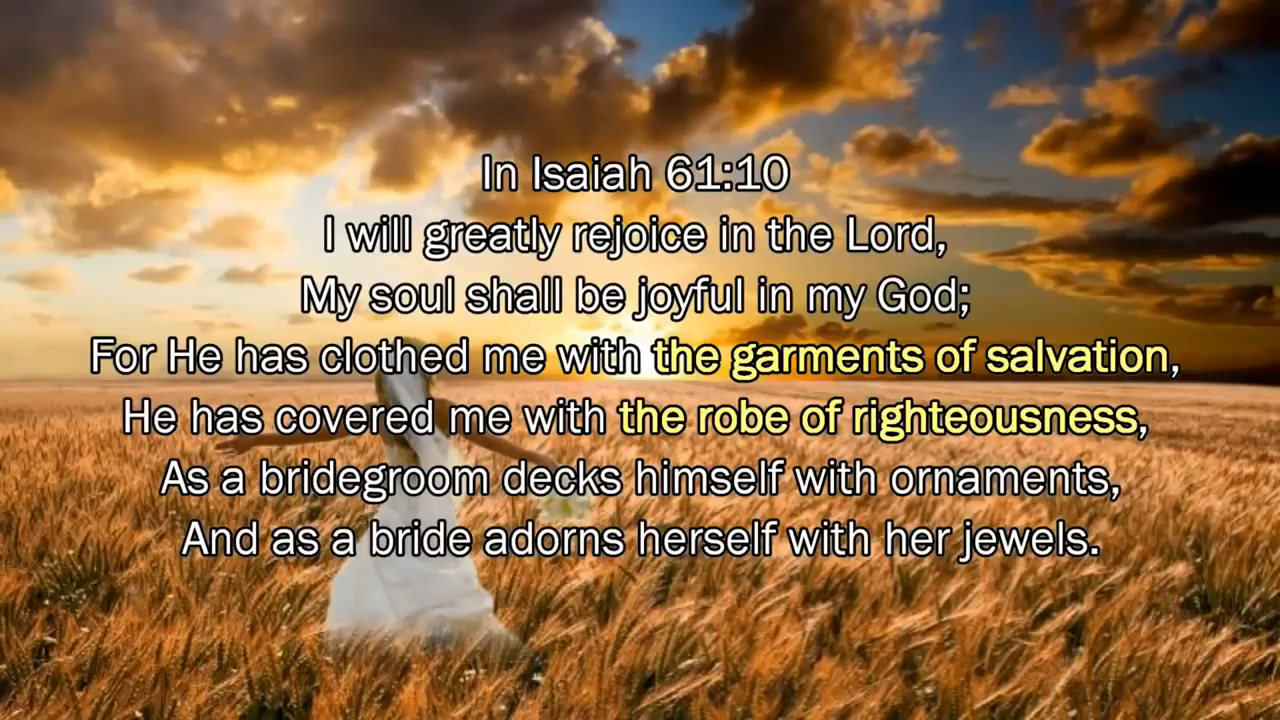 In Isaiah 61:10
I will greatly rejoice in the Lord,
My soul shall be joyful in my God;
For He has clothed me with the garments of salvation,
He has covered me with the robe of righteousness,
As a bridegroom decks himself with ornaments,
And as a bride adorns herself with her jewels.